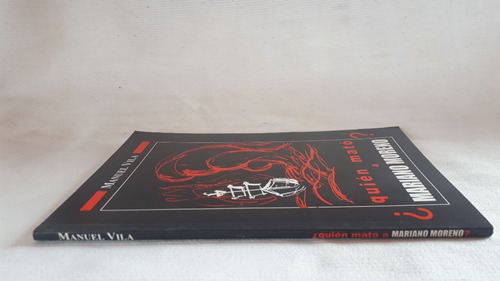 MANUEL VILA
¿quién mató?
a
MARIANO MORENO
MANUEL VILA ¿quién mató a MARIANO MORENO?